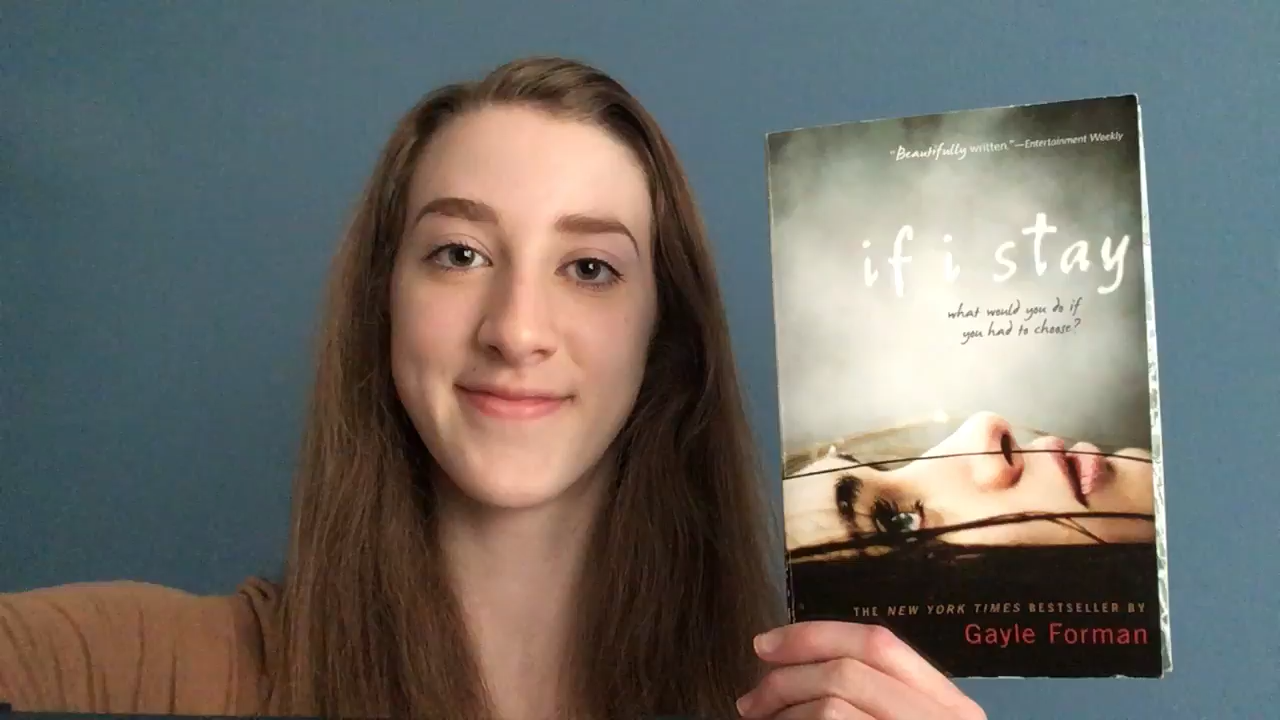 "Beautifully written."—Entertainment Weekly
if i stay
what would you do if
you had to choose?
THE NEW YORK TIMES BESTSELLER BY
Gayle Forman